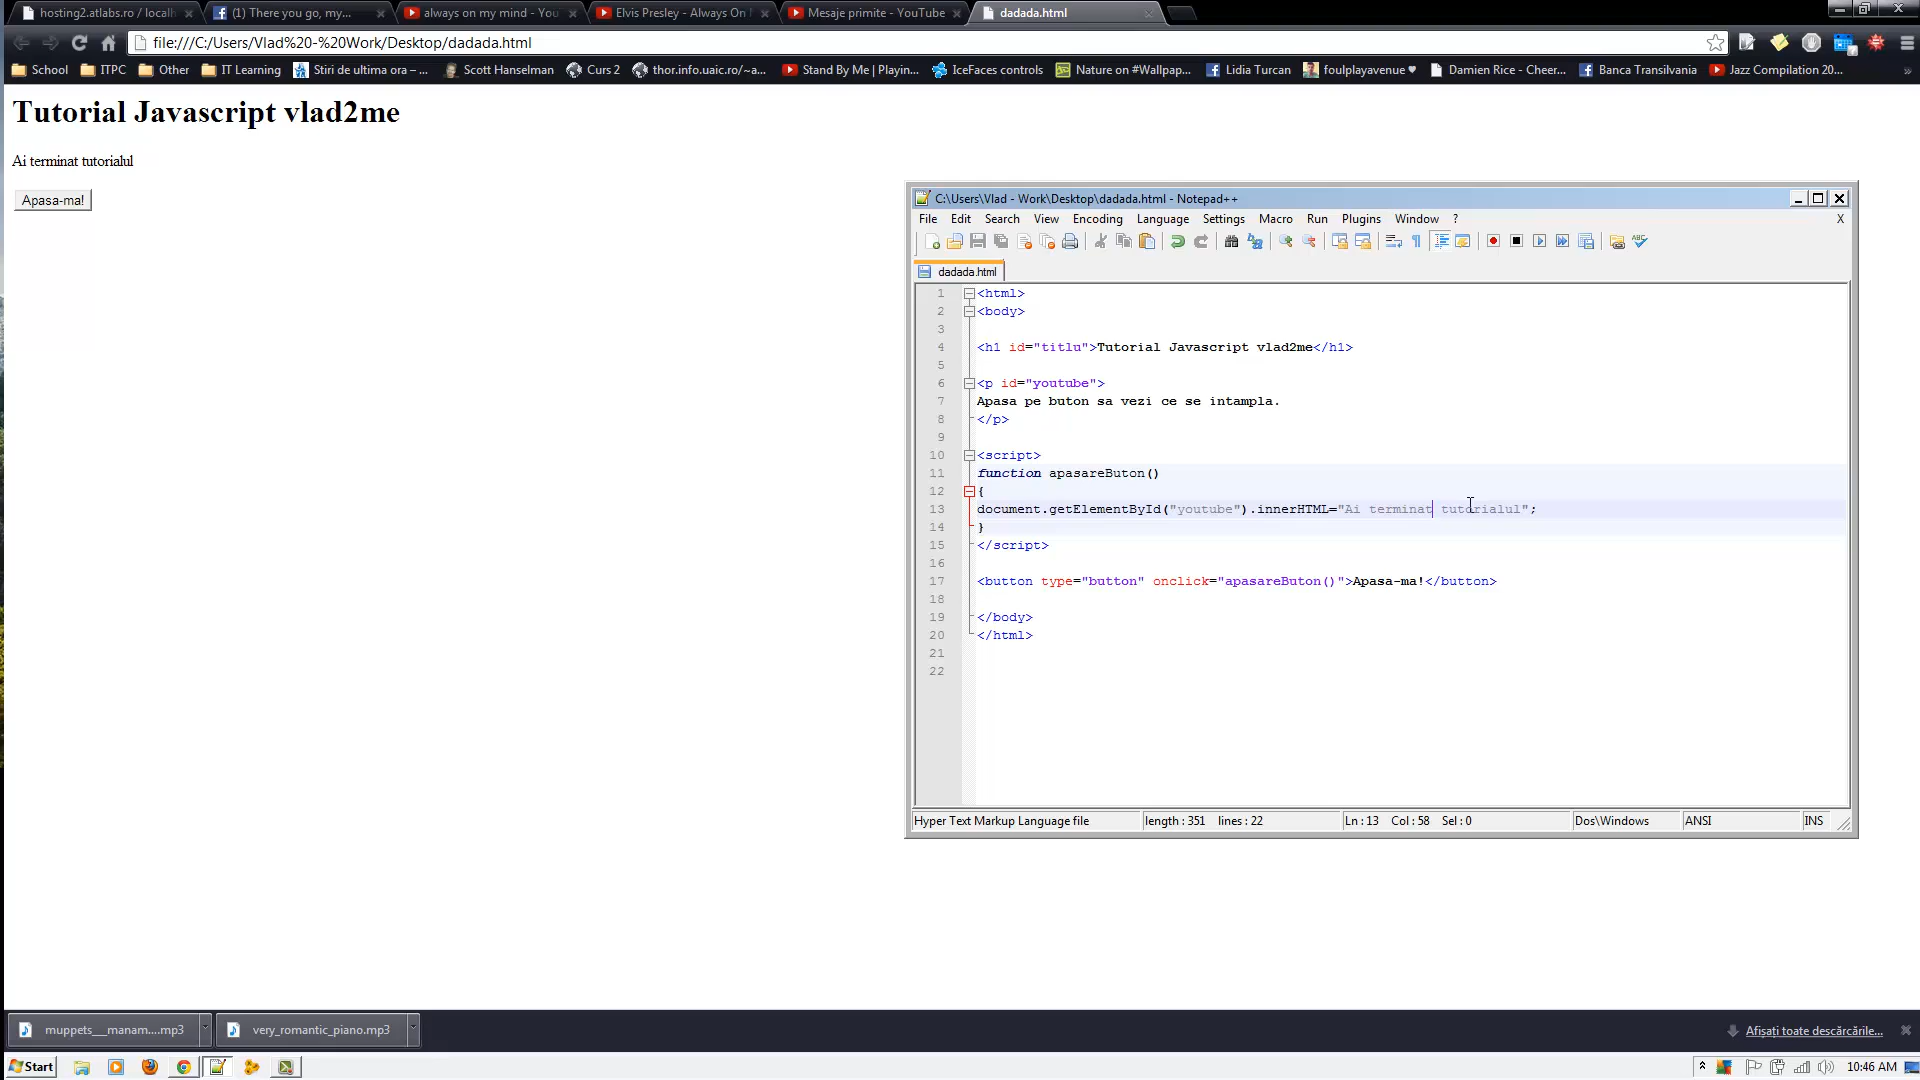 hosting2.atlabs.ro / localh
(1) There you go, my...
always on my mind - You
Elvis Presley - Always On
Mesaje primite - YouTube
dadada.html
file:///C:/Users/Vlad%20-%20Work/Desktop/dadada.html
School
ITPC
Other
IT Learning
Stiri de ultima ora – ...
Scott Hanselman
Curs 2
thor.info.uaic.ro/~a...
Stand By Me | Playin...
IceFaces controls
Nature on #Wallpap...
Lidia Turcan
foulplayavenue ♥
Damien Rice - Cheer...
Banca Transilvania
Jazz Compilation 20...
»
Tutorial Javascript vlad2me
Ai terminat tutorialul
Apasa-ma!
C:\Users\Vlad - Work\Desktop\dadada.html - Notepad++
File Edit Search View Encoding Language Settings Macro Run Plugins Window ? X
dadada.html
1 <html>
2 <body>
3
4 <h1 id="titlu">Tutorial Javascript vlad2me</h1>
5
6 <p id="youtube">
7 Apasa pe buton sa vezi ce se intampla.
8 </p>
9
10 <script>
11 function apasareButon()
12 {
13 document.getElementById("youtube").innerHTML="Ai terminat tutorialul";
14 }
15 </script>
16
17 <button type="button" onclick="apasareButon()">Apasa-ma!</button>
18
19 </body>
20 </html>
21
22
Hyper Text Markup Language file length : 351 lines : 22 Ln : 13 Col : 58 Sel : 0 Dos\Windows ANSI INS
muppets__manam....mp3
very_romantic_piano.mp3
Afișați toate descărcările...
Start
10:46 AM